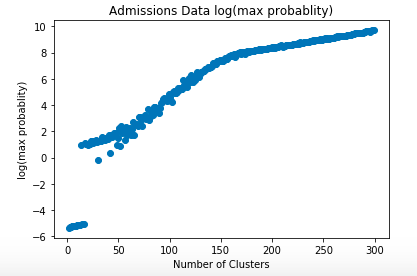 Admissions Data log(max probablity)
log(max probablity)
10
8
6
4
2
0
−2
−4
−6
0 50 100 150 200 250 300
Number of Clusters